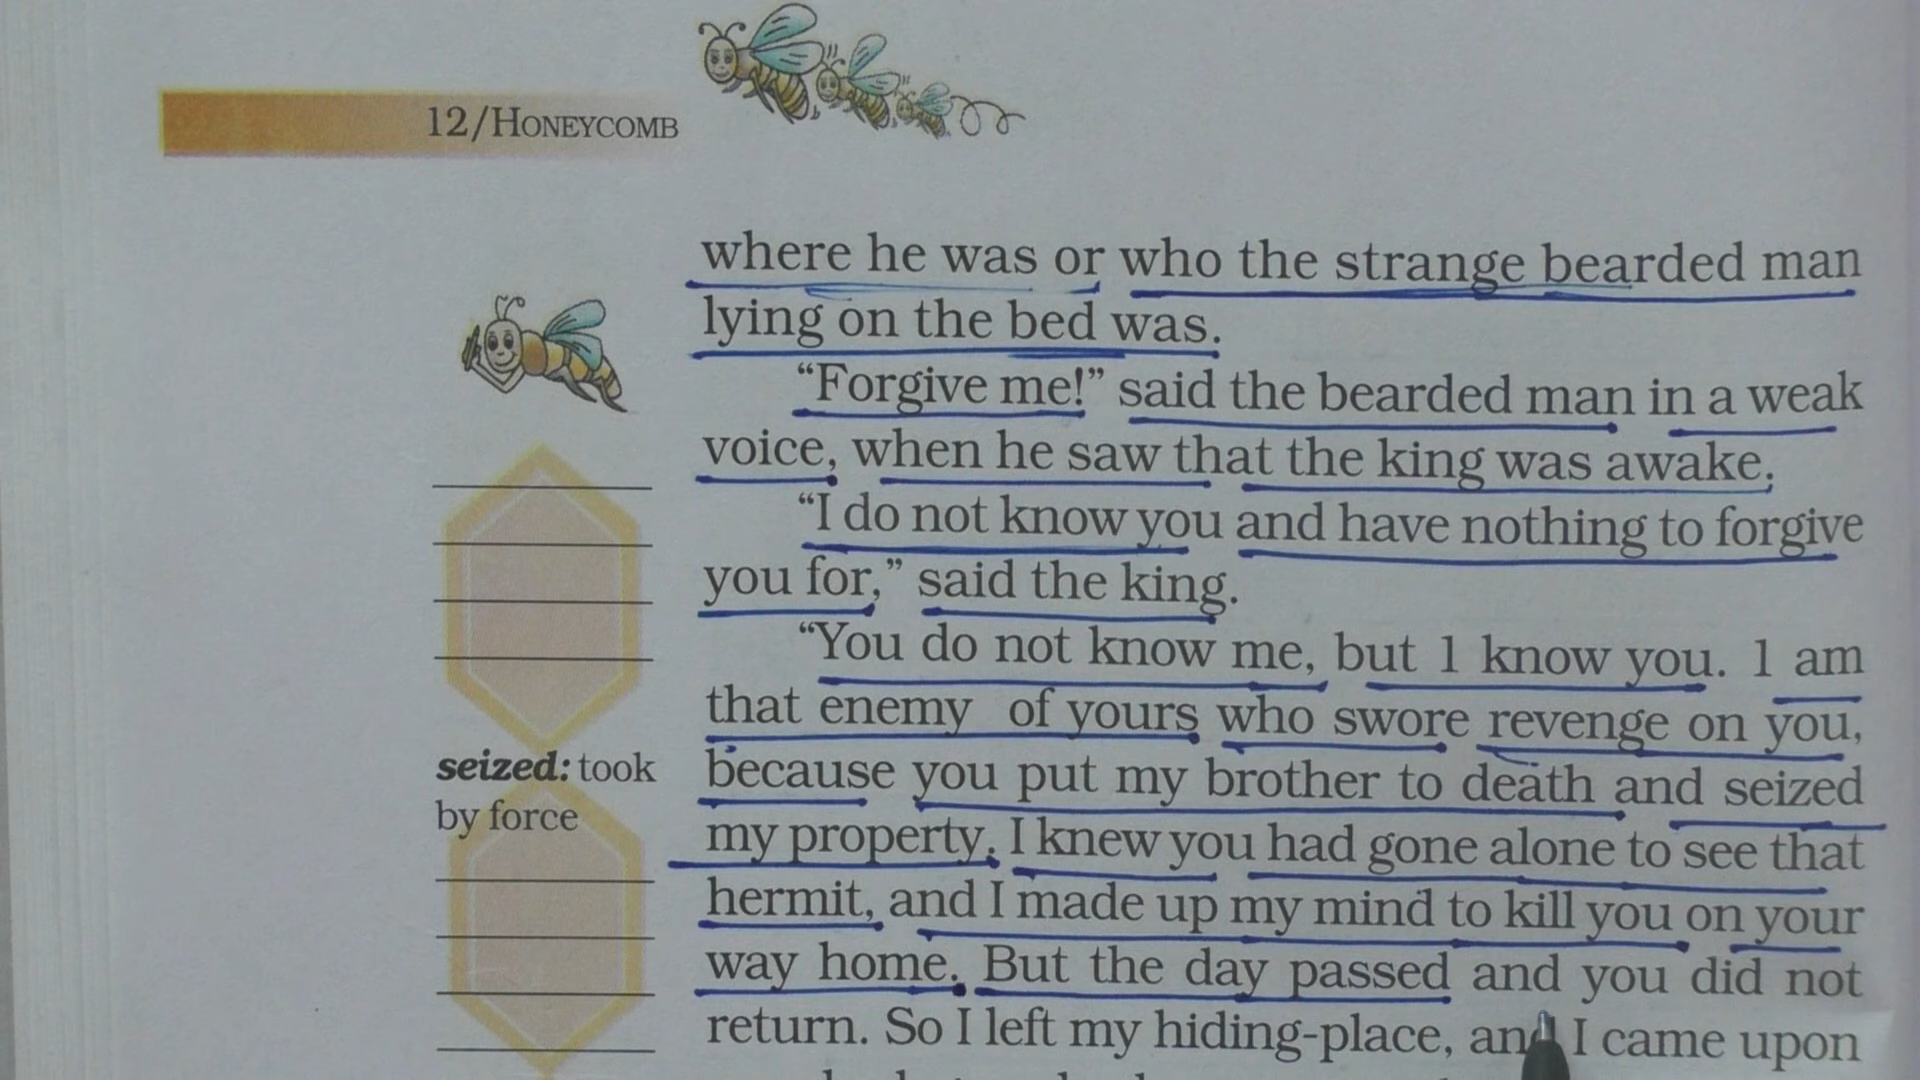 12/HONEYCOMB
where he was or who the strange bearded man
lying on the bed was.
“Forgive me!” said the bearded man in a weak
voice, when he saw that the king was awake.
“I do not know you and have nothing to forgive
you for,” said the king.
“You do not know me, but 1 know you. 1 am
that enemy of yours who swore revenge on you,
because you put my brother to death and seized
my property. I knew you had gone alone to see that
hermit, and I made up my mind to kill you on your
way home. But the day passed and you did not
return. So I left my hiding-place, and I came upon
seized: took
by force